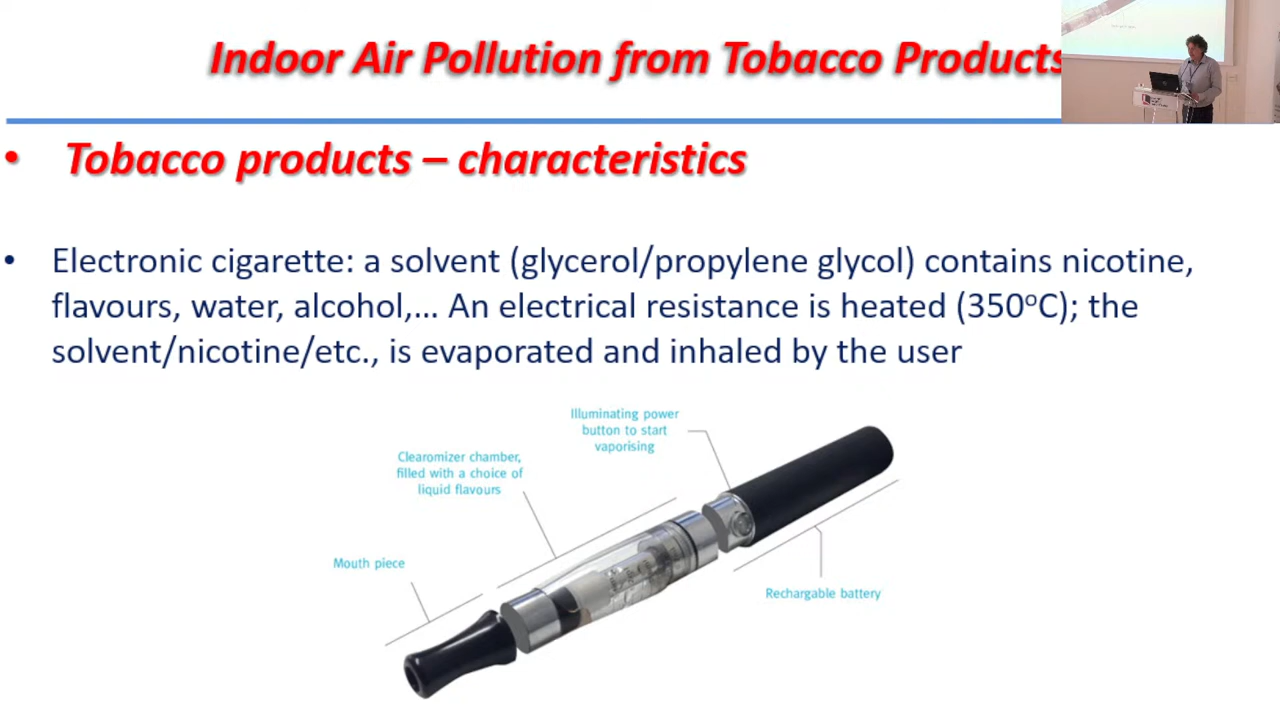 Indoor Air Pollution from Tobacco Products
• Tobacco products – characteristics
• Electronic cigarette: a solvent (glycerol/propylene glycol) contains nicotine,
flavours, water, alcohol,... An electrical resistance is heated (350°C); the
solvent/nicotine/etc., is evaporated and inhaled by the user
Illuminating power
button to start
vaporising
Clearomizer chamber,
filled with a choice of
liquid flavours
Mouth piece
Rechargable battery